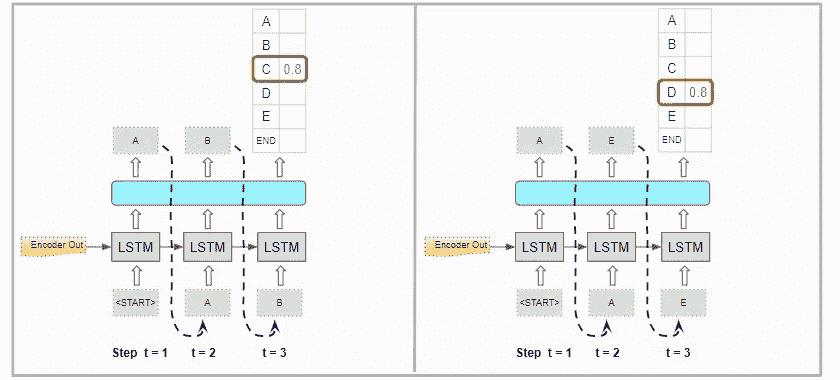 A
B
C 0.8
D
E
END
A B
Encoder Out LSTM LSTM LSTM
<START> A B
Step t = 1 t = 2 t = 3
A
B
C
D 0.8
E
END
A E
Encoder Out LSTM LSTM LSTM
<START> A E
Step t = 1 t = 2 t = 3